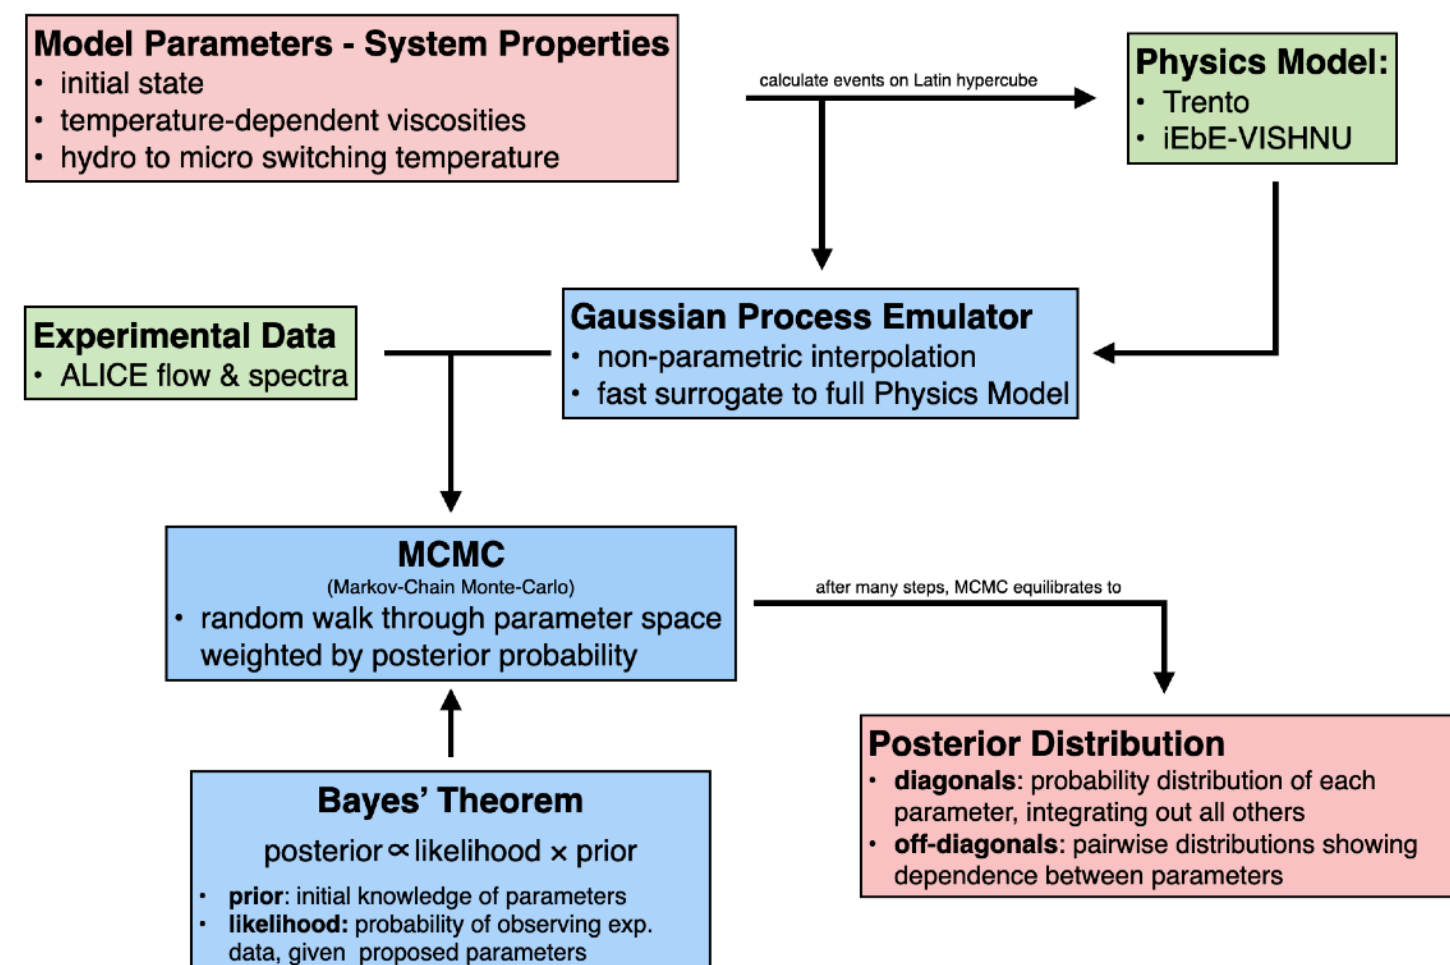 Model Parameters - System Properties
• initial state
• temperature-dependent viscosities
• hydro to micro switching temperature
calculate events on Latin hypercube
Physics Model:
• Trento
• iEbE-VISHNU
Experimental Data
• ALICE flow & spectra
Gaussian Process Emulator
• non-parametric interpolation
• fast surrogate to full Physics Model
MCMC
(Markov-Chain Monte-Carlo)
• random walk through parameter space
weighted by posterior probability
after many steps, MCMC equilibrates to
Posterior Distribution
• diagonals: probability distribution of each
parameter, integrating out all others
• off-diagonals: pairwise distributions showing
dependence between parameters
Bayes’ Theorem
posterior ∝ likelihood × prior
• prior: initial knowledge of parameters
• likelihood: probability of observing exp.
data, given proposed parameters